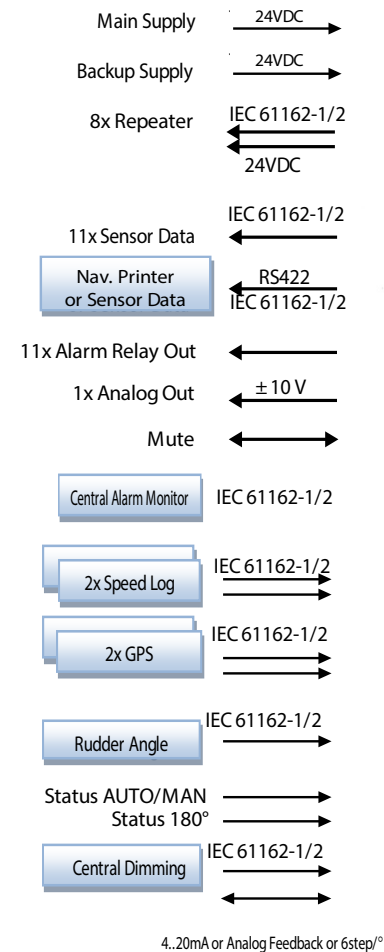 Main Supply 24VDC
Backup Supply 24VDC
8x Repeater IEC 61162-1/2
24VDC
IEC 61162-1/2
11x Sensor Data
Nav. Printer RS422
or Sensor Data IEC 61162-1/2
11x Alarm Relay Out
1x Analog Out ±10 V
Mute
Central Alarm Monitor IEC 61162-1/2
IEC 61162-1/2
2x Speed Log
IEC 61162-1/2
2x GPS
IEC 61162-1/2
Rudder Angle
Status AUTO/MAN
Status 180°
IEC 61162-1/2
Central Dimming
4..20mA or Analog Feedback or 6step/°